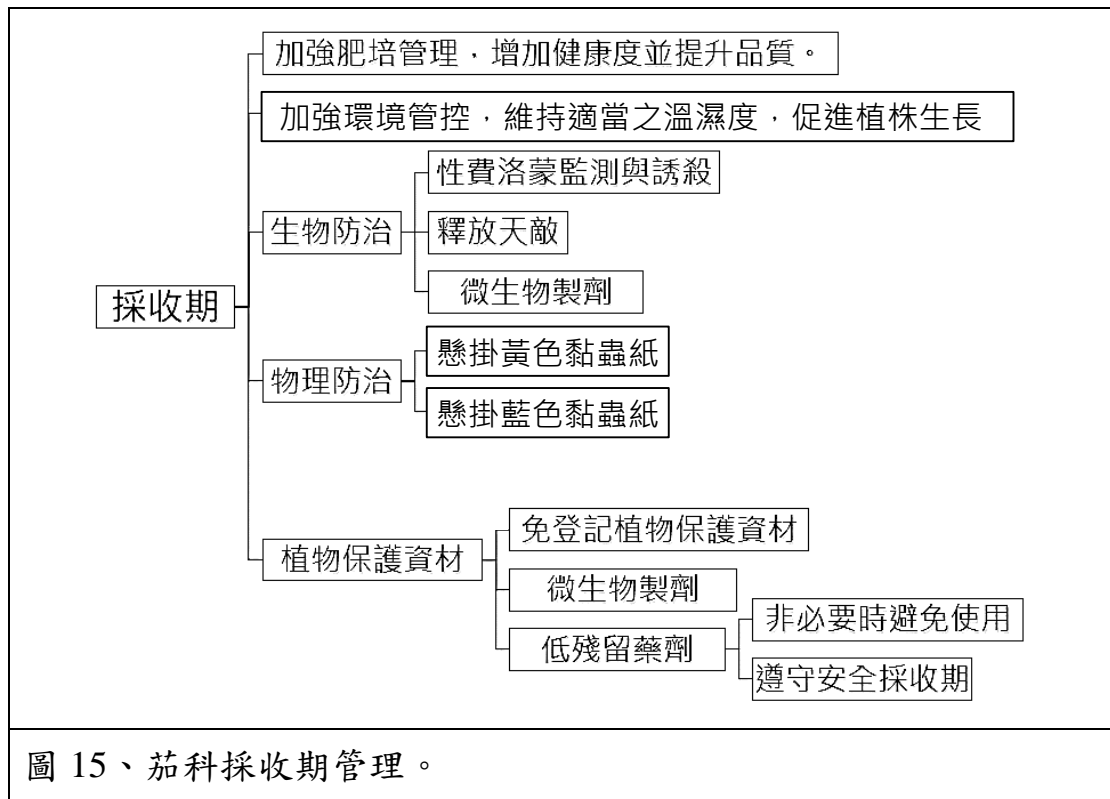 加強肥培管理，增加健康度並提升品質。
加強環境管控，維持適當之溫濕度，促進植株生長
性費洛蒙監測與誘殺
生物防治
釋放天敵
微生物製劑
採收期
懸掛黃色黏蟲紙
物理防治
懸掛藍色黏蟲紙
免登記植物保護資材
植物保護資材
微生物製劑
非必要時避免使用
低殘留藥劑
遵守安全採收期
圖 15、茄科採收期管理。